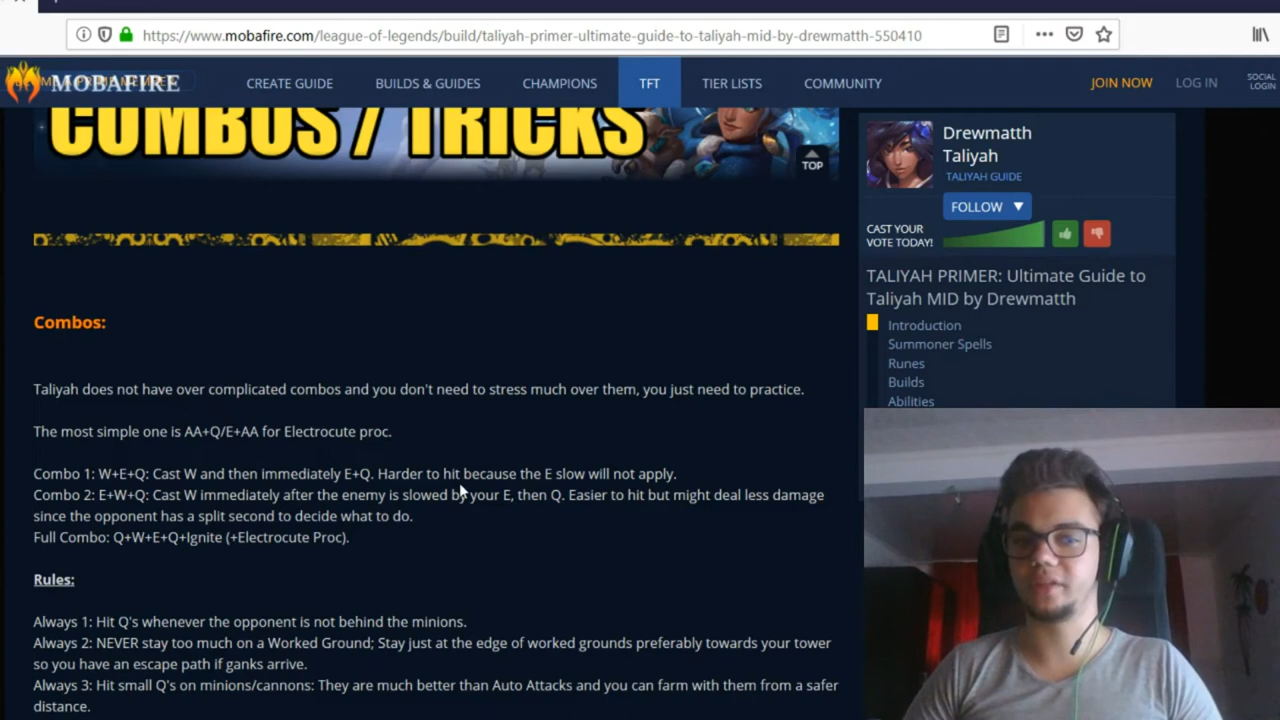 https://www.mobafire.com/league-of-legends/build/taliyah-primer-ultimate-guide-to-taliyah-mid-by-drewmatth-550410
MOBAFIRE
CREATE GUIDE
BUILDS & GUIDES
CHAMPIONS
TFT
TIER LISTS
COMMUNITY
JOIN NOW
LOG IN
SOCIAL
LOGIN
COMBOS / TRICKS
TOP
Combos:
Taliyah does not have over complicated combos and you don't need to stress much over them, you just need to practice.
The most simple one is AA+Q/E+AA for Electrocute proc.
Combo 1: W+E+Q: Cast W and then immediately E+Q. Harder to hit because the E slow will not apply.
Combo 2: E+W+Q: Cast W immediately after the enemy is slowed by your E, then Q. Easier to hit but might deal less damage
since the opponent has a split second to decide what to do.
Full Combo: Q+W+E+Q+Ignite (+Electrocute Proc).
Rules:
Always 1: Hit Q's whenever the opponent is not behind the minions.
Always 2: NEVER stay too much on a Worked Ground; Stay just at the edge of worked grounds preferably towards your tower
so you have an escape path if ganks arrive.
Always 3: Hit small Q's on minions/cannons: They are much better than Auto Attacks and you can farm with them from a safer
distance.
Drewmatth
Taliyah
TALIYAH GUIDE
FOLLOW
CAST YOUR
VOTE TODAY!
TALIYAH PRIMER: Ultimate Guide to
Taliyah MID by Drewmatth
Introduction
Summoner Spells
Runes
Builds
Abilities